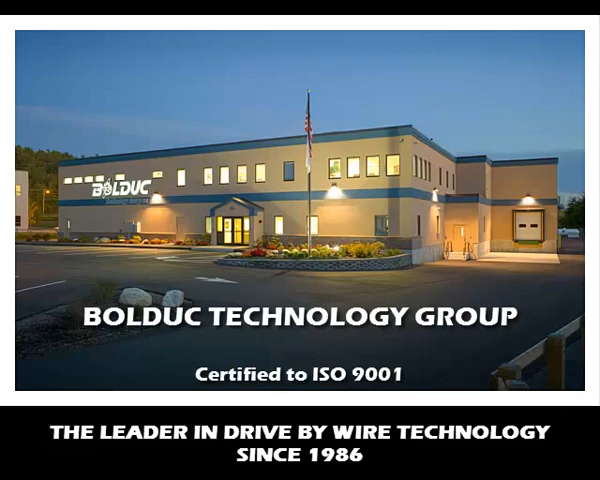 BOLDUC
BOLDUC TECHNOLOGY GROUP
Certified to ISO 9001
THE LEADER IN DRIVE BY WIRE TECHNOLOGY
SINCE 1986